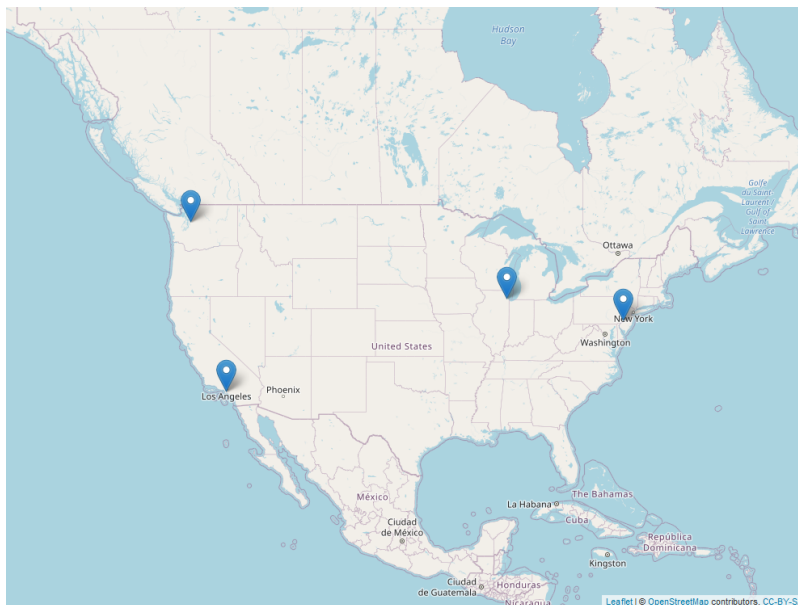 Hudson
Bay
Golfe
du Saint-
Laurent /
Gulf of
Saint
Lawrence
Ottawa
New York
Washington
United States
Phoenix
Los Angeles
México
La Habana
The Bahamas
Cuba
Ciudad
de México
República
Dominicana
Kingston
Ciudad
de Guatemala
Honduras
Nicaragua
Leaflet | © OpenStreetMap contributors, CC-BY-S